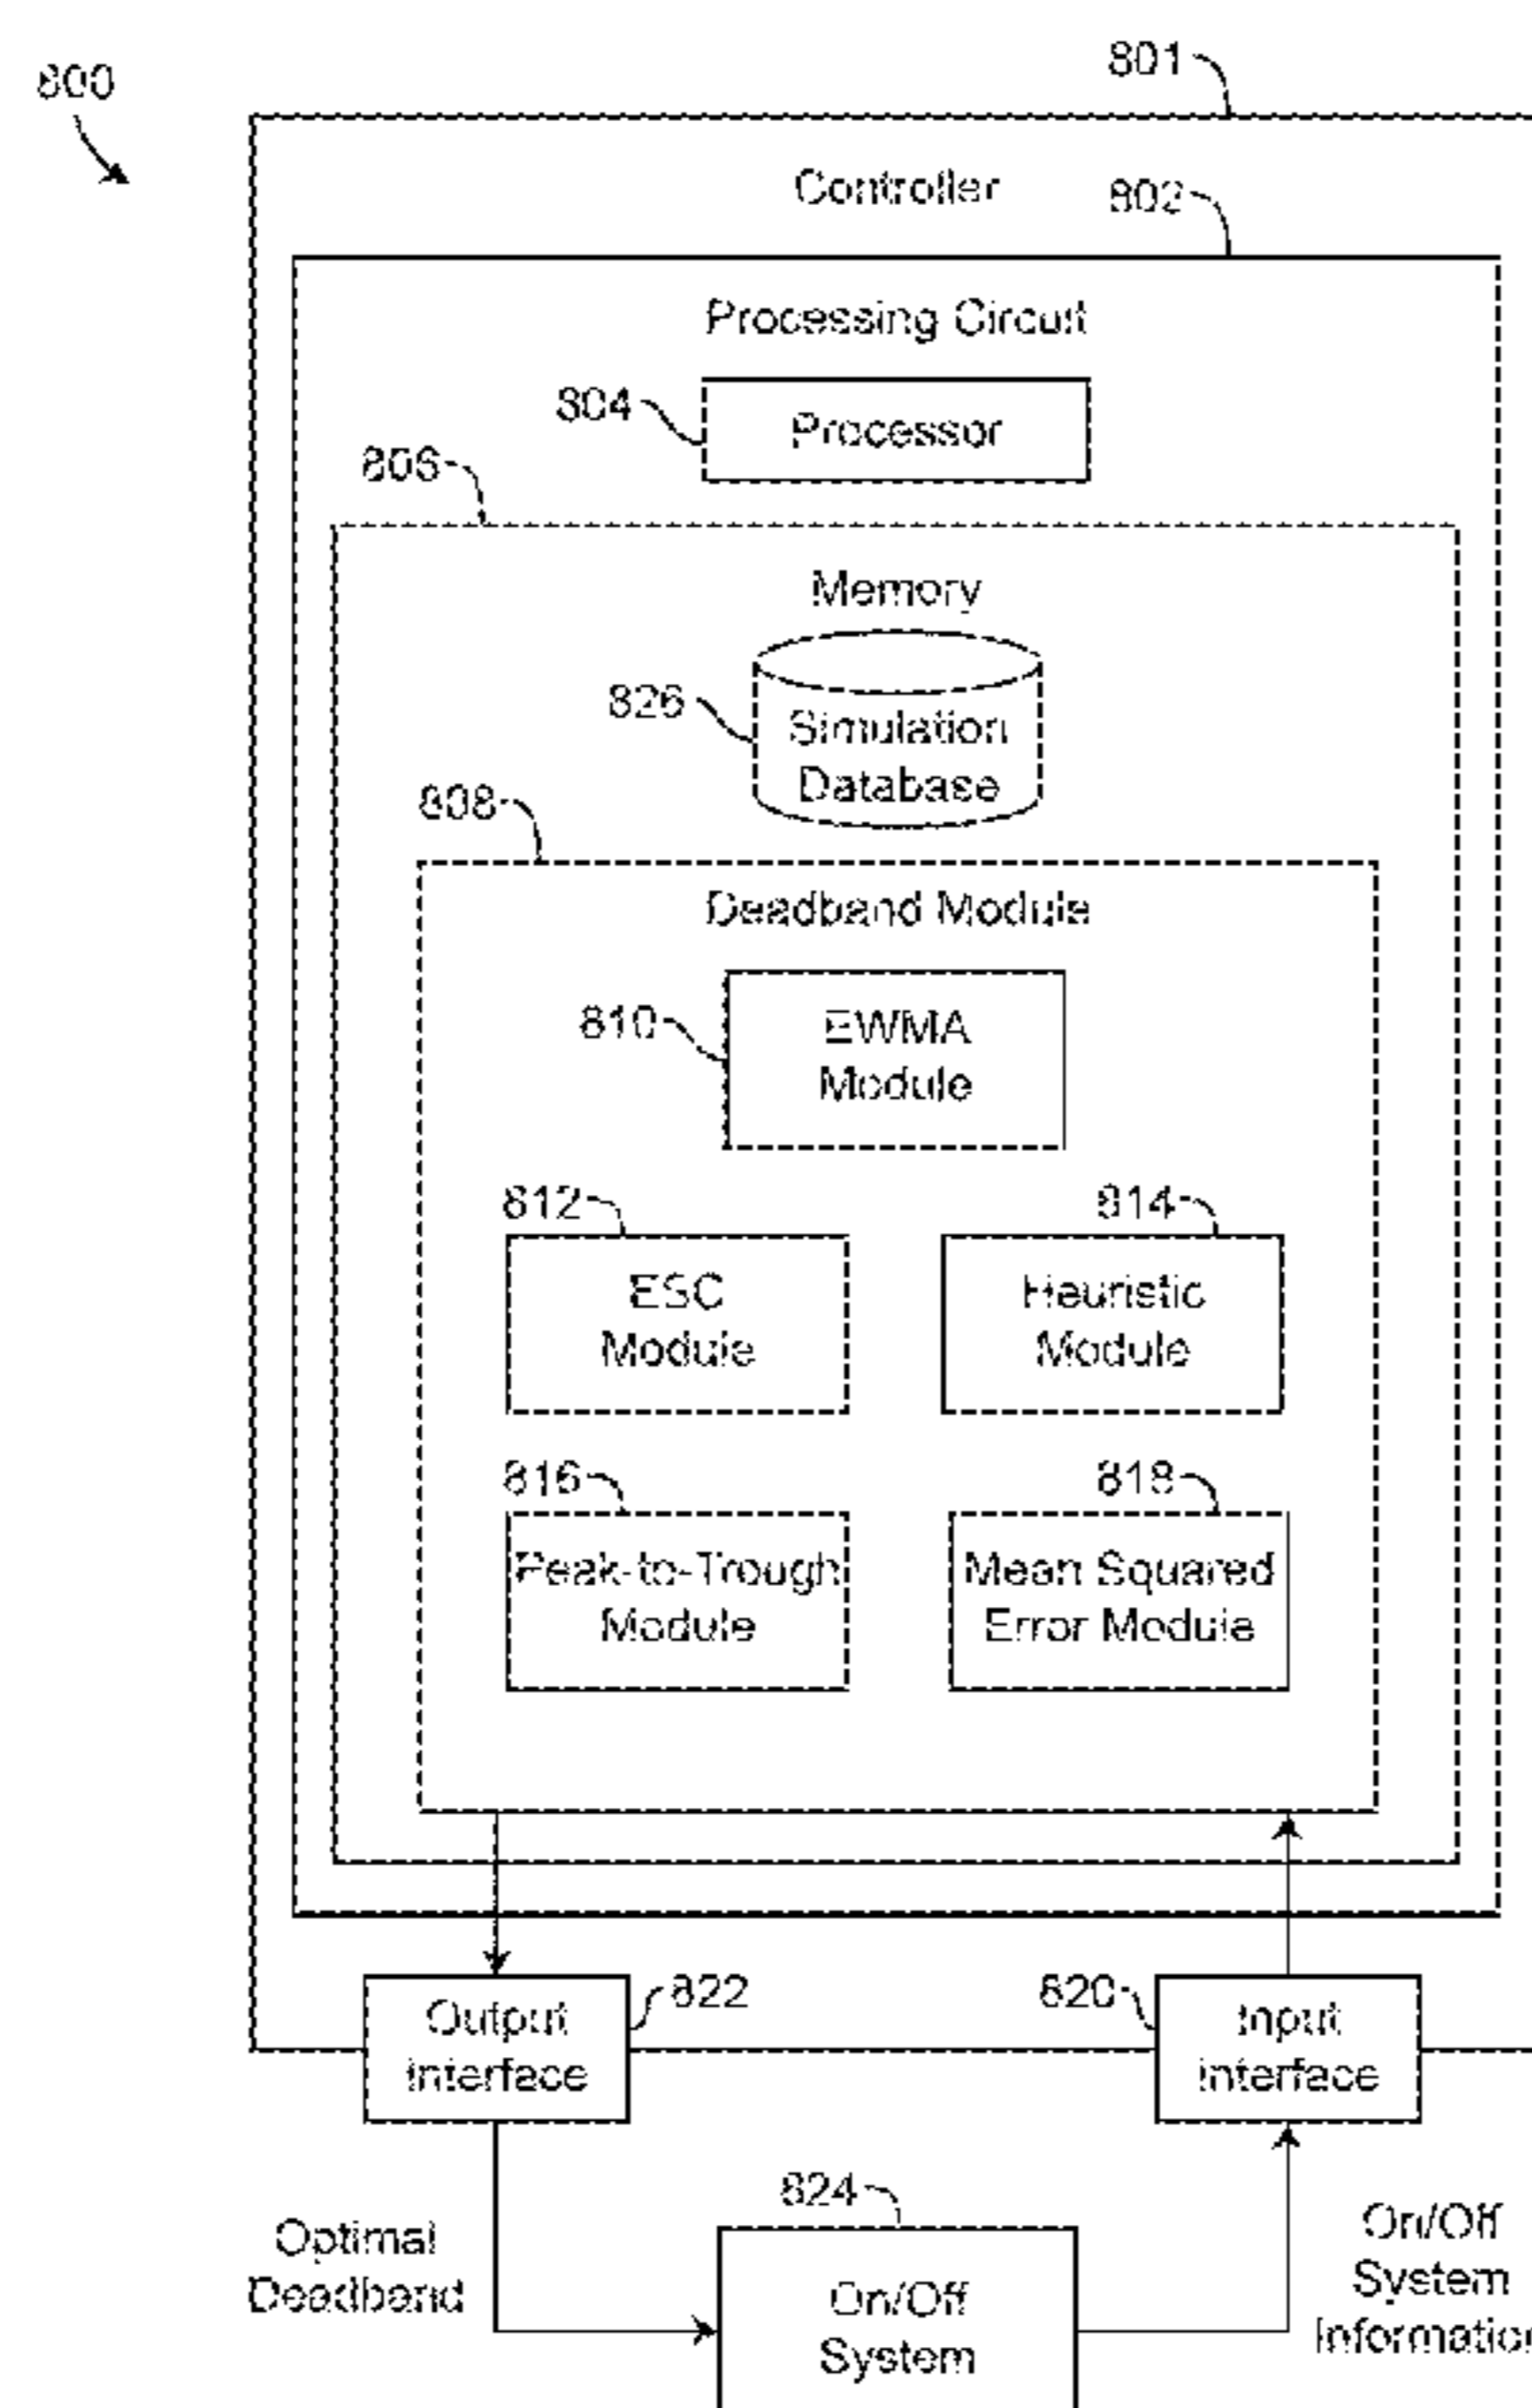 800
801
Controller
802
Processing Circuit
804
Processor
806
Memory
826
Simulation
Database
808
Deadband Module
810
EWMA
Module
812
ESC
Module
814
Heuristic
Module
816
Peak-to-Trough
Module
818
Mean Squared
Error Module
Output
Interface
822
820
Input
Interface
Optimal
Deadband
824
On/Off
System
On/Off
System
Information